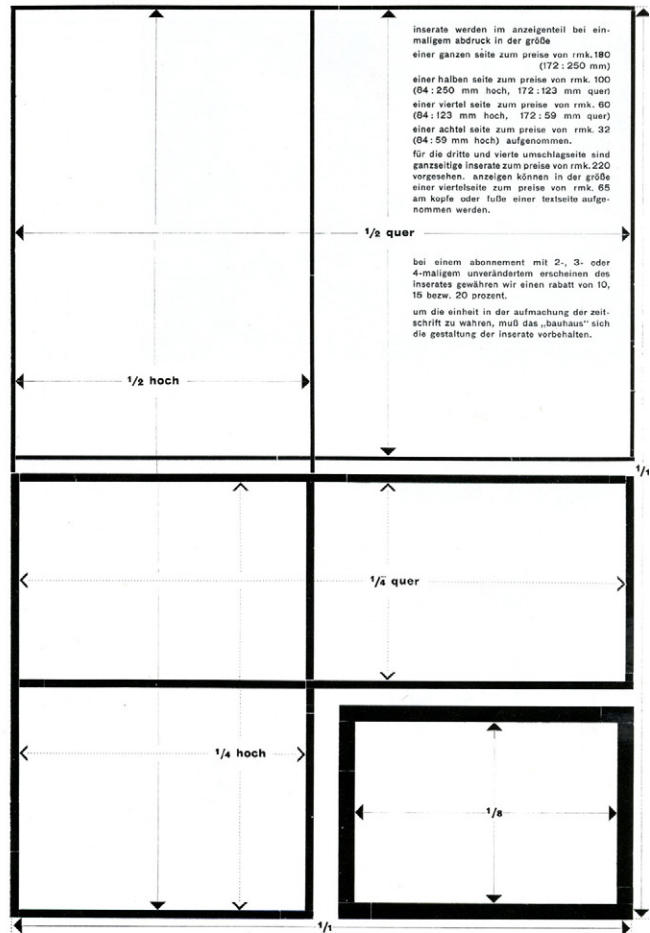 inserate werden im anzeigenteil bei ein-
maligem abdruck in der größe
einer ganzen seite zum preise von rmk. 180
(172 : 250 mm)
einer halben seite zum preise von rmk. 100
(84 : 250 mm hoch, 172 : 123 mm quer)
einer viertel seite zum preise von rmk. 60
(84 : 123 mm hoch, 172 : 59 mm quer)
einer achtel seite zum preise von rmk. 32
(84 : 59 mm hoch) aufgenommen.
für die dritte und vierte umschlagseite sind
ganzseitige inserate zum preise von rmk. 220
vorgesehen. anzeigen können in der größe
einer viertelseite zum preise von rmk. 65
am kopfe oder fuße einer textseite aufge-
nommen werden.
1/2 quer
bei einem abonnement mit 2-, 3- oder
4-maligem unverändertem erscheinen des
inserates gewähren wir einen rabatt von 10,
15 bezw. 20 prozent.
um die einheit in der aufmachung der zeit-
schrift zu wahren, muß das „bauhaus“ sich
die gestaltung der inserate vorbehalten.
1/2 hoch
1/1
1/4 quer
1/4 hoch
1/8
1/1